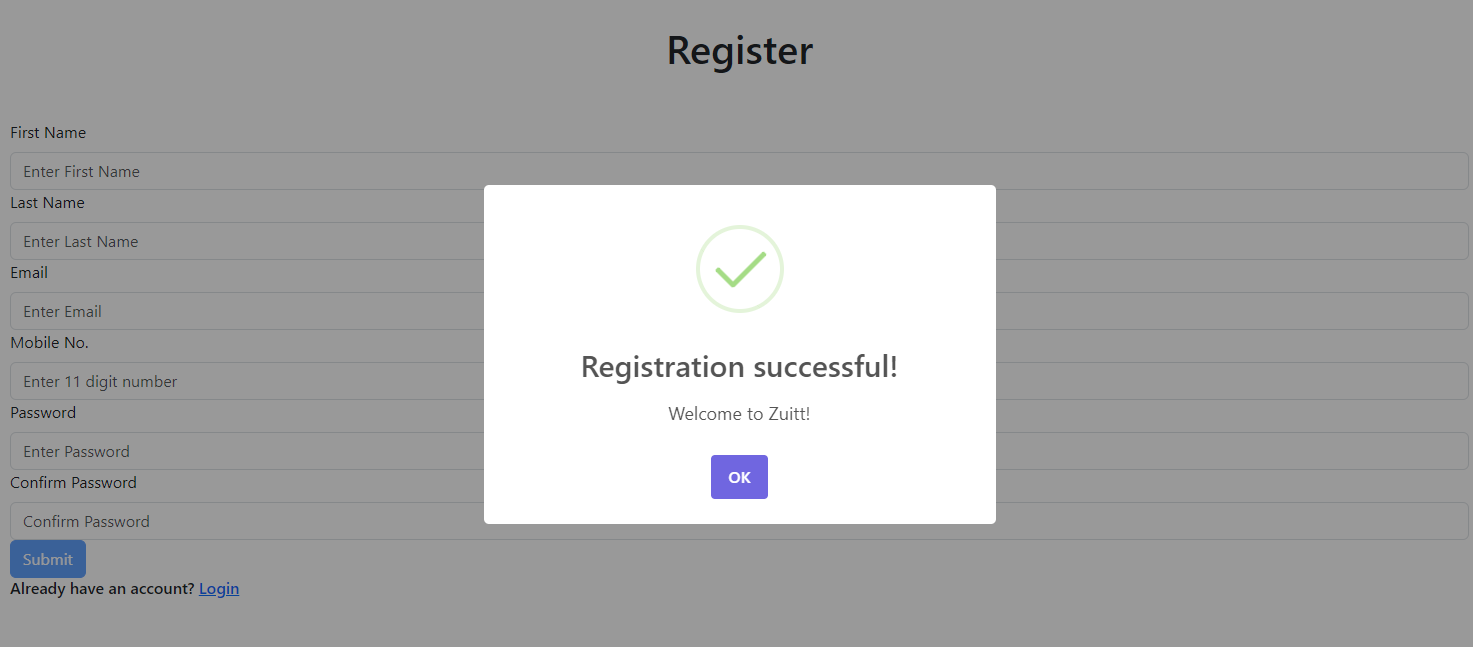 Register
First Name
Enter First Name
Last Name
Enter Last Name
Email
Enter Email
Mobile No.
Enter 11 digit number
Password
Enter Password
Confirm Password
Confirm Password
Submit
Already have an account? Login
Registration successful!
Welcome to Zuitt!
OK